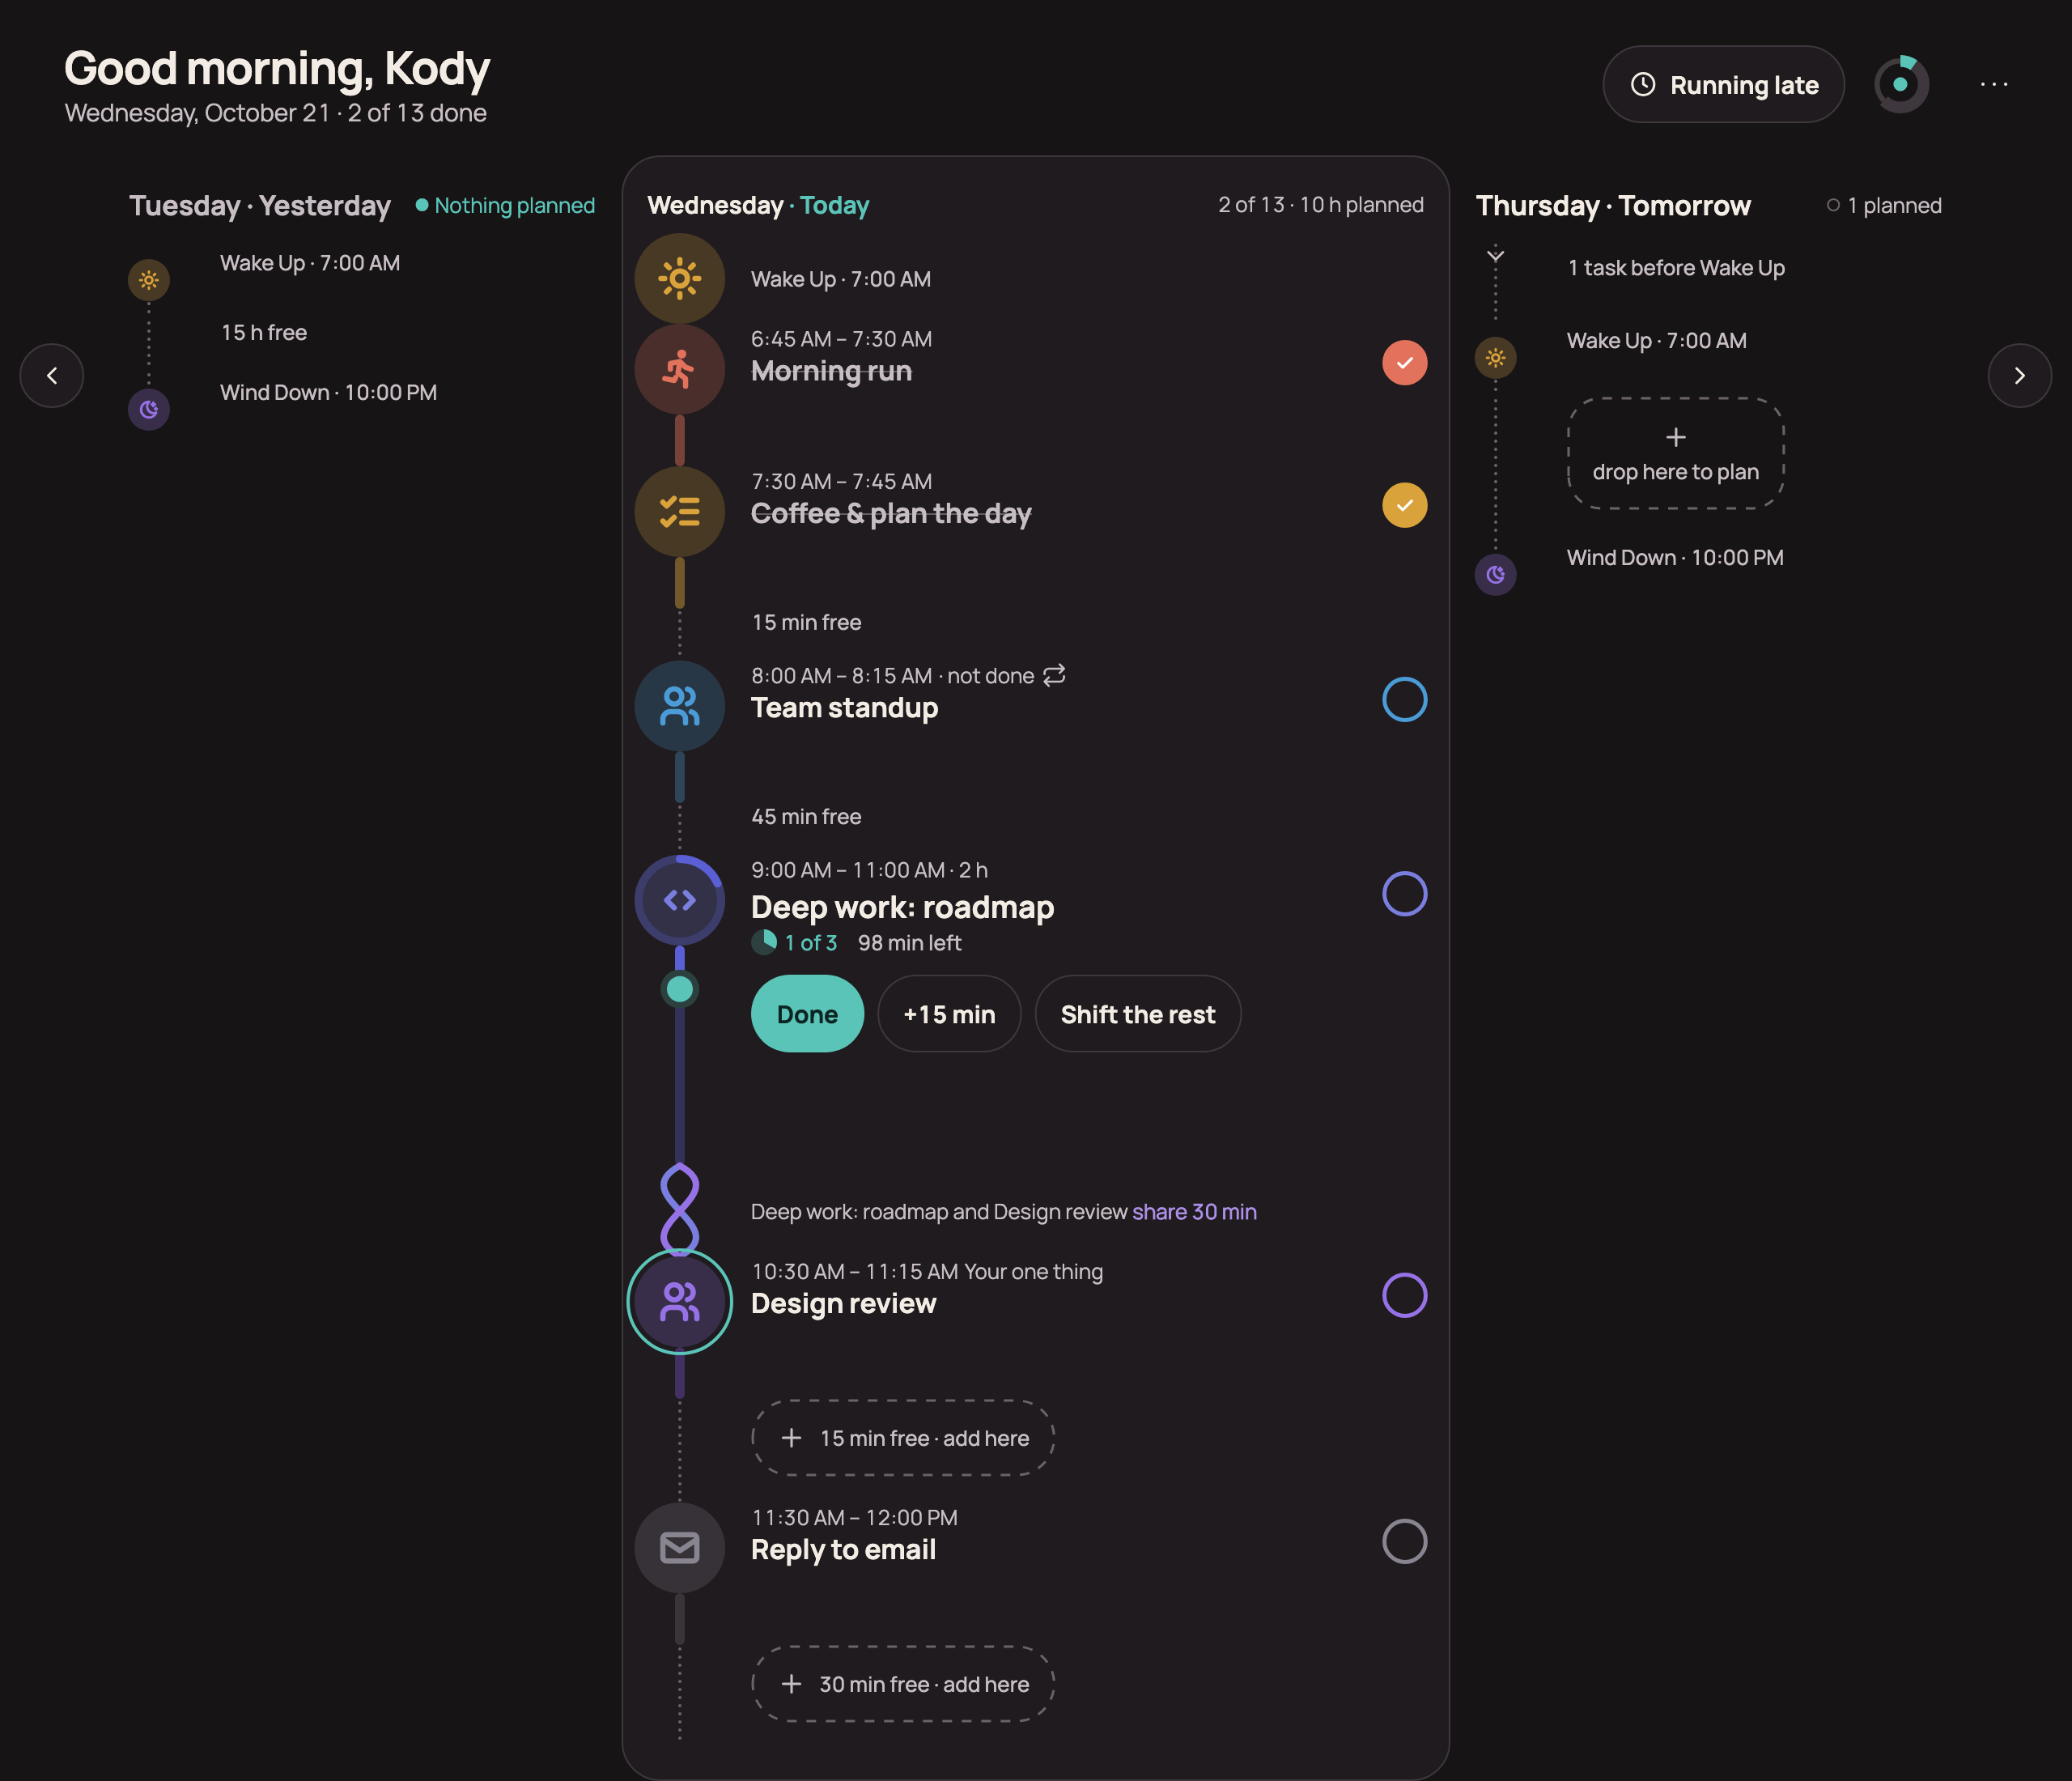 Good morning, Kody
Wednesday, October 21 · 2 of 13 done
Running late
Tuesday · Yesterday
Nothing planned
Wake Up · 7:00 AM
15 h free
Wind Down · 10:00 PM
Wednesday · Today
2 of 13 · 10 h planned
Wake Up · 7:00 AM
6:45 AM – 7:30 AM
Morning run
7:30 AM – 7:45 AM
Coffee & plan the day
15 min free
8:00 AM – 8:15 AM · not done
Team standup
45 min free
9:00 AM – 11:00 AM · 2 h
Deep work: roadmap
1 of 3 98 min left
Done
+15 min
Shift the rest
Deep work: roadmap and Design review share 30 min
10:30 AM – 11:15 AM Your one thing
Design review
15 min free · add here
11:30 AM – 12:00 PM
Reply to email
30 min free · add here
Thursday · Tomorrow
1 planned
1 task before Wake Up
Wake Up · 7:00 AM
drop here to plan
Wind Down · 10:00 PM